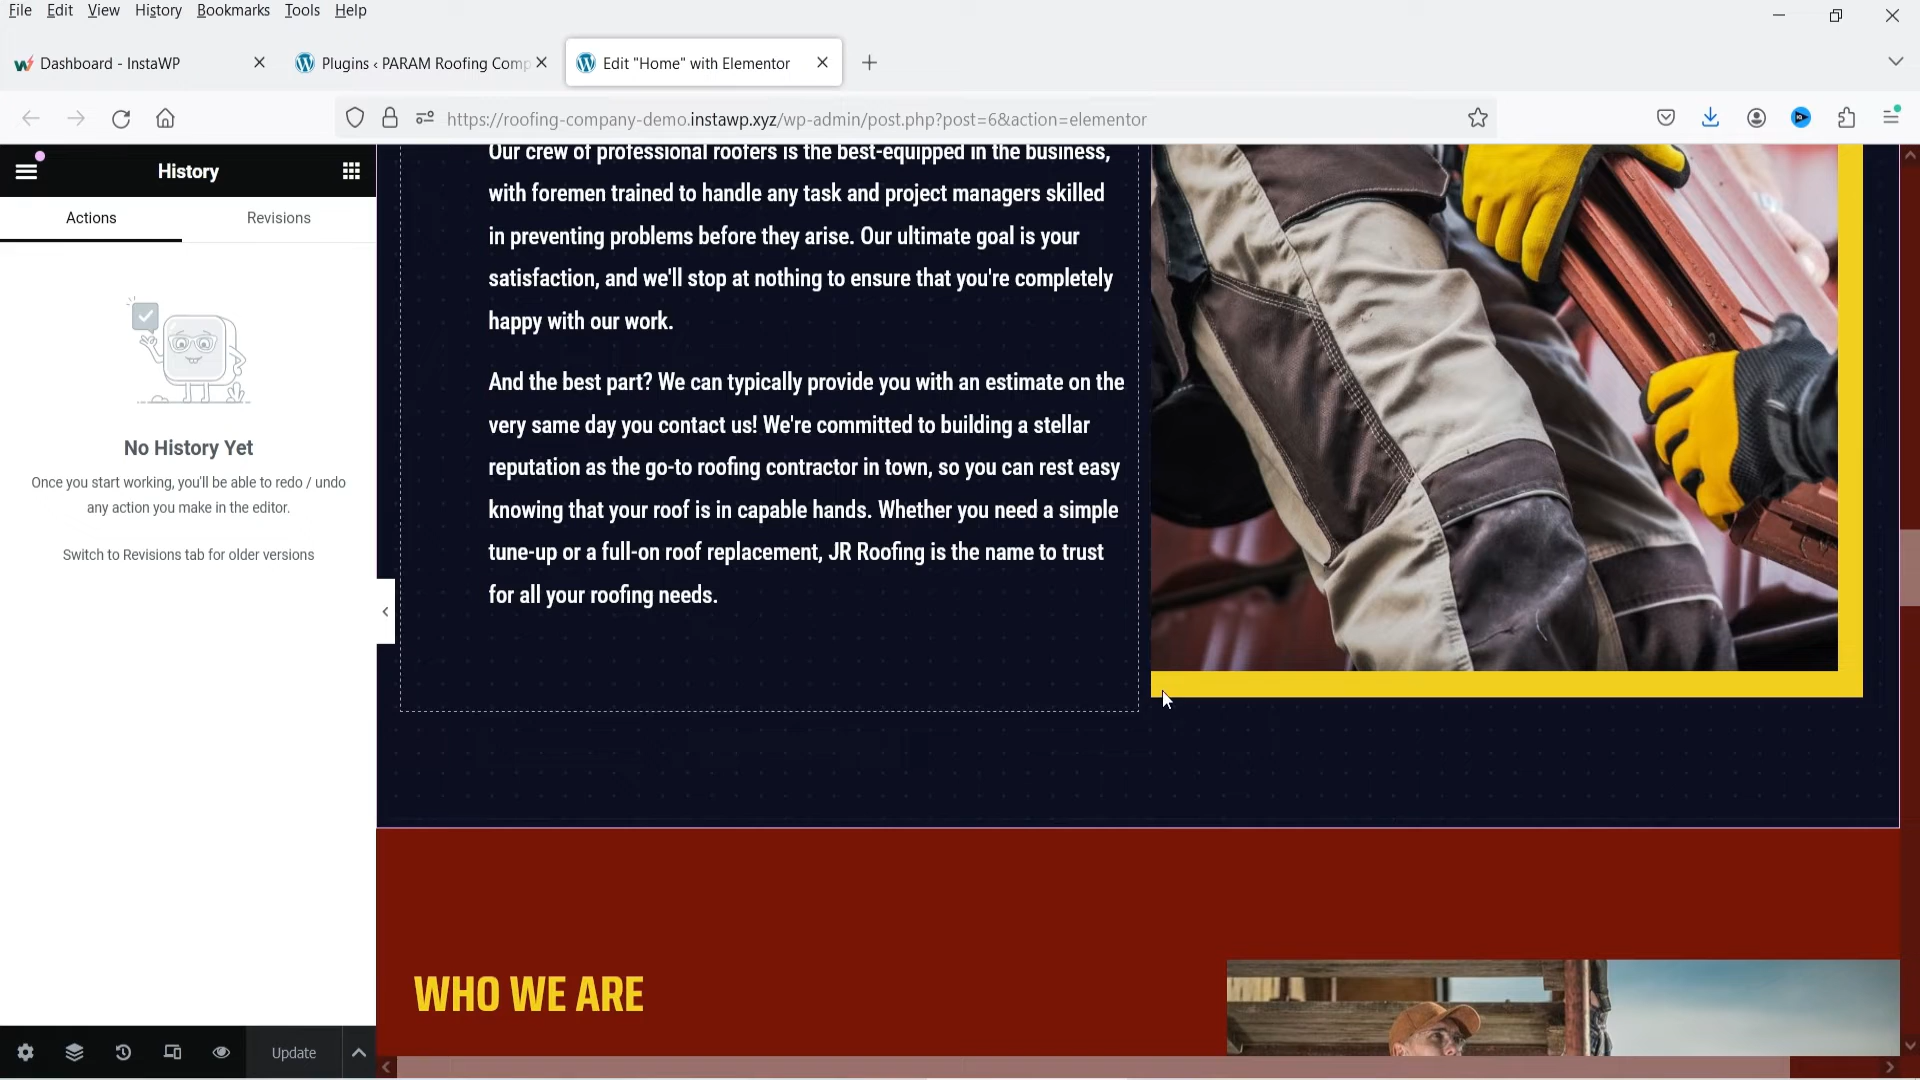 File Edit View History Bookmarks Tools Help
Dashboard - InstaWP
Plugins ‹ PARAM Roofing Comp
Edit "Home" with Elementor
https://roofing-company-demo.instawp.xyz/wp-admin/post.php?post=6&action=elementor
History
Actions
Revisions
No History Yet
Once you start working, you'll be able to redo / undo
any action you make in the editor.
Switch to Revisions tab for older versions
Update
Our crew of professional roofers is the best-equipped in the business,
with foremen trained to handle any task and project managers skilled
in preventing problems before they arise. Our ultimate goal is your
satisfaction, and we'll stop at nothing to ensure that you're completely
happy with our work.
And the best part? We can typically provide you with an estimate on the
very same day you contact us! We're committed to building a stellar
reputation as the go-to roofing contractor in town, so you can rest easy
knowing that your roof is in capable hands. Whether you need a simple
tune-up or a full-on roof replacement, JR Roofing is the name to trust
for all your roofing needs.
WHO WE ARE